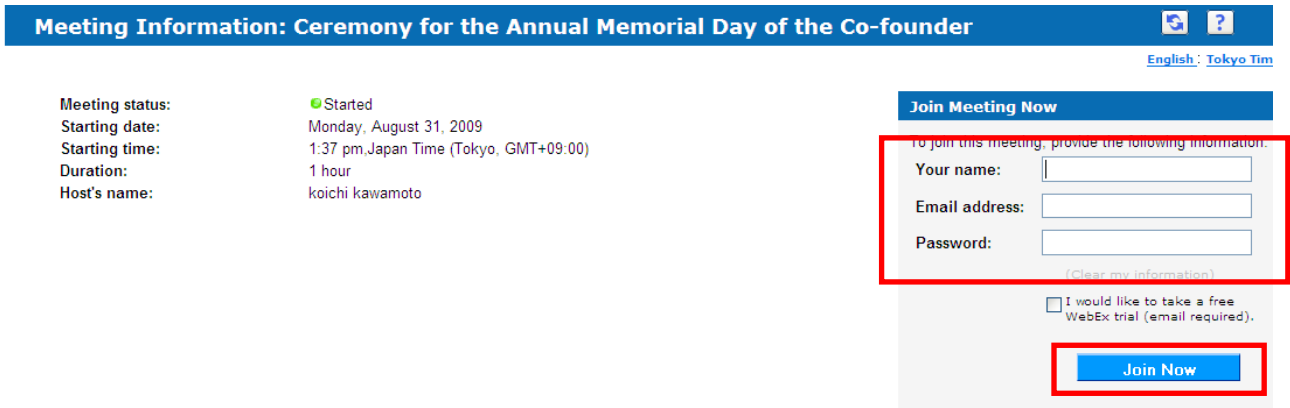 Meeting Information: Ceremony for the Annual Memorial Day of the Co-founder
?
English : Tokyo Tim
Meeting status: Started
Starting date: Monday, August 31, 2009
Starting time: 1:37 pm,Japan Time (Tokyo, GMT+09:00)
Duration: 1 hour
Host's name: koichi kawamoto
Join Meeting Now
To join this meeting, provide the following information.
Your name:
Email address:
Password:
(Clear my information)
I would like to take a free
WebEx trial (email required).
Join Now